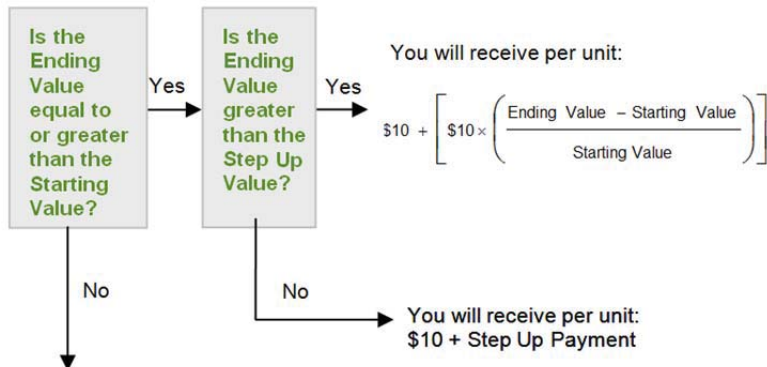 Is the
Ending
Value
equal to
or greater
than the
Starting
Value?
Yes
Is the
Ending
Value
greater
than the
Step Up
Value?
Yes
You will receive per unit:
$10 + [ $10 × ( Ending Value – Starting Value
Starting Value ) ]
No
No
You will receive per unit:
$10 + Step Up Payment